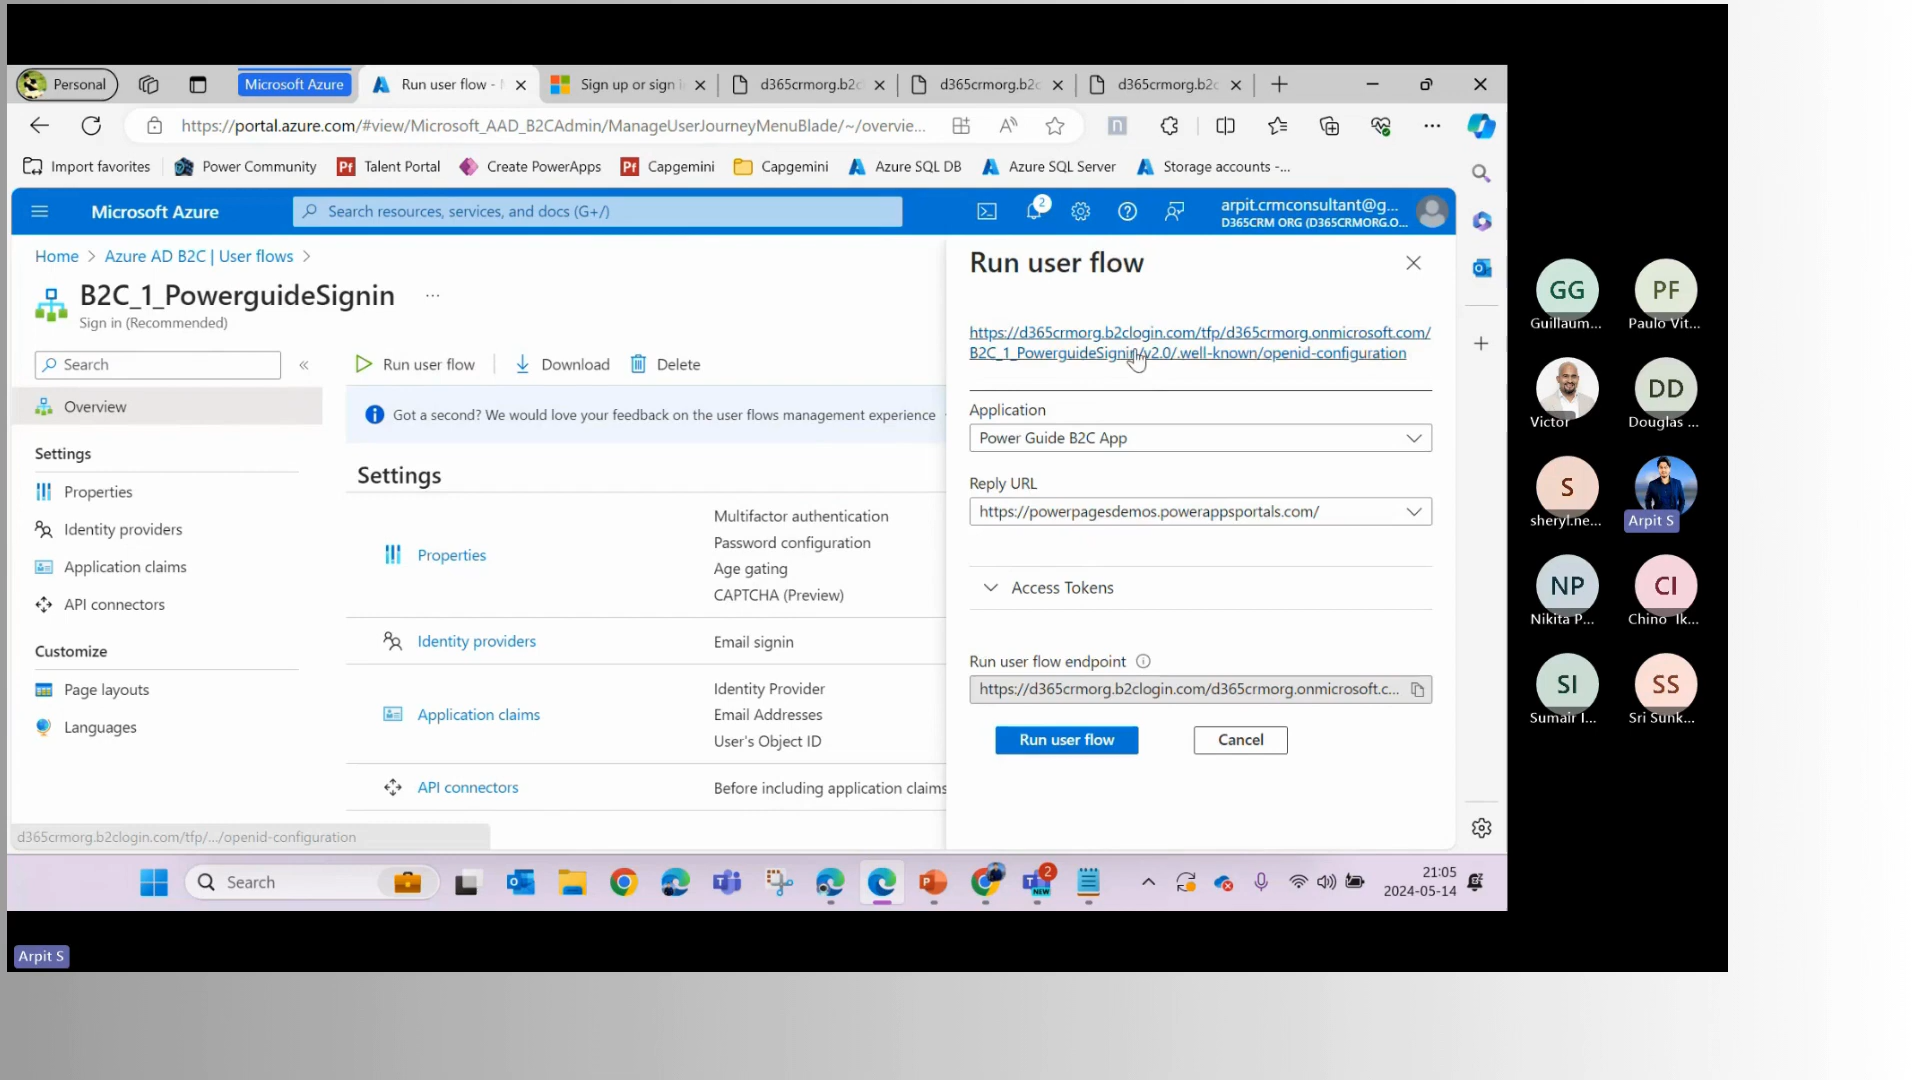 Personal
Microsoft Azure
Run user flow -
Sign up or sign i
d365crmorg.b2c
d365crmorg.b2c
d365crmorg.b2c
https://portal.azure.com/#view/Microsoft_AAD_B2CAdmin/ManageUserJourneyMenuBlade/~/overvie...
Import favorites
Power Community
Talent Portal
Create PowerApps
Capgemini
Capgemini
Azure SQL DB
Azure SQL Server
Storage accounts -...
Microsoft Azure
Search resources, services, and docs (G+/)
2
arpit.crmconsultant@g...
D365CRM ORG (D365CRMORG.O...
Home > Azure AD B2C | User flows >
B2C_1_PowerguideSignin ...
Sign in (Recommended)
Search
«
Overview
Settings
Properties
Identity providers
Application claims
API connectors
Customize
Page layouts
Languages
d365crmorg.b2clogin.com/tfp/.../openid-configuration
Run user flow
Download
Delete
Got a second? We would love your feedback on the user flows management experience
Settings
Properties
Multifactor authentication
Password configuration
Age gating
CAPTCHA (Preview)
Identity providers
Email signin
Application claims
Identity Provider
Email Addresses
User's Object ID
API connectors
Before including application claims
Run user flow
https://d365crmorg.b2clogin.com/tfp/d365crmorg.onmicrosoft.com/
B2C_1_PowerguideSignin/v2.0/.well-known/openid-configuration
Application
Power Guide B2C App
Reply URL
https://powerpagesdemos.powerappsportals.com/
Access Tokens
Run user flow endpoint
https://d365crmorg.b2clogin.com/d365crmorg.onmicrosoft.c...
Run user flow
Cancel
Search
2
NEW
21:05
2024-05-14
GG
Guillaum...
PF
Paulo Vit...
Victor
DD
Douglas ...
S
sheryl.ne...
Arpit S
NP
Nikita P...
CI
Chino Ik...
SI
Sumair I...
SS
Sri Sunk...
Arpit S